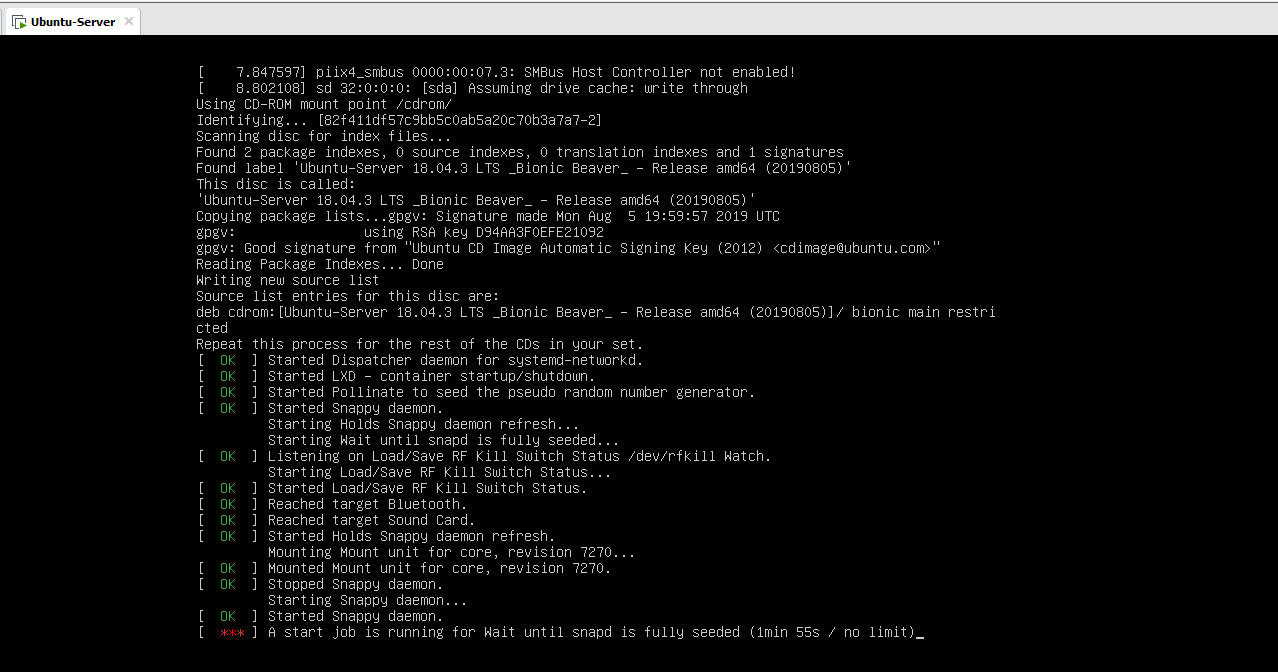 Ubuntu-Server
[    7.847597] piix4_smbus 0000:00:07.3: SMBus Host Controller not enabled!
[    8.802108] sd 32:0:0:0: [sda] Assuming drive cache: write through
Using CD-ROM mount point /cdrom/
Identifying... [82f411df57c9bb5c0ab5a20c70b3a7a7-2]
Scanning disc for index files...
Found 2 package indexes, 0 source indexes, 0 translation indexes and 1 signatures
Found label 'Ubuntu-Server 18.04.3 LTS _Bionic Beaver_ - Release amd64 (20190805)'
This disc is called:
'Ubuntu-Server 18.04.3 LTS _Bionic Beaver_ - Release amd64 (20190805)'
Copying package lists...gpgv: Signature made Mon Aug  5 19:59:57 2019 UTC
gpgv:                using RSA key D94AA3F0EFE21092
gpgv: Good signature from "Ubuntu CD Image Automatic Signing Key (2012) <cdimage@ubuntu.com>"
Reading Package Indexes... Done
Writing new source list
Source list entries for this disc are:
deb cdrom:[Ubuntu-Server 18.04.3 LTS _Bionic Beaver_ - Release amd64 (20190805)]/ bionic main restri
cted
Repeat this process for the rest of the CDs in your set.
[  OK  ] Started Dispatcher daemon for systemd-networkd.
[  OK  ] Started LXD - container startup/shutdown.
[  OK  ] Started Pollinate to seed the pseudo random number generator.
[  OK  ] Started Snappy daemon.
         Starting Holds Snappy daemon refresh...
         Starting Wait until snapd is fully seeded...
[  OK  ] Listening on Load/Save RF Kill Switch Status /dev/rfkill Watch.
         Starting Load/Save RF Kill Switch Status...
[  OK  ] Started Load/Save RF Kill Switch Status.
[  OK  ] Reached target Bluetooth.
[  OK  ] Reached target Sound Card.
[  OK  ] Started Holds Snappy daemon refresh.
         Mounting Mount unit for core, revision 7270...
[  OK  ] Mounted Mount unit for core, revision 7270.
[  OK  ] Stopped Snappy daemon.
         Starting Snappy daemon...
[  OK  ] Started Snappy daemon.
[  *** ] A start job is running for Wait until snapd is fully seeded (1min 55s / no limit)_